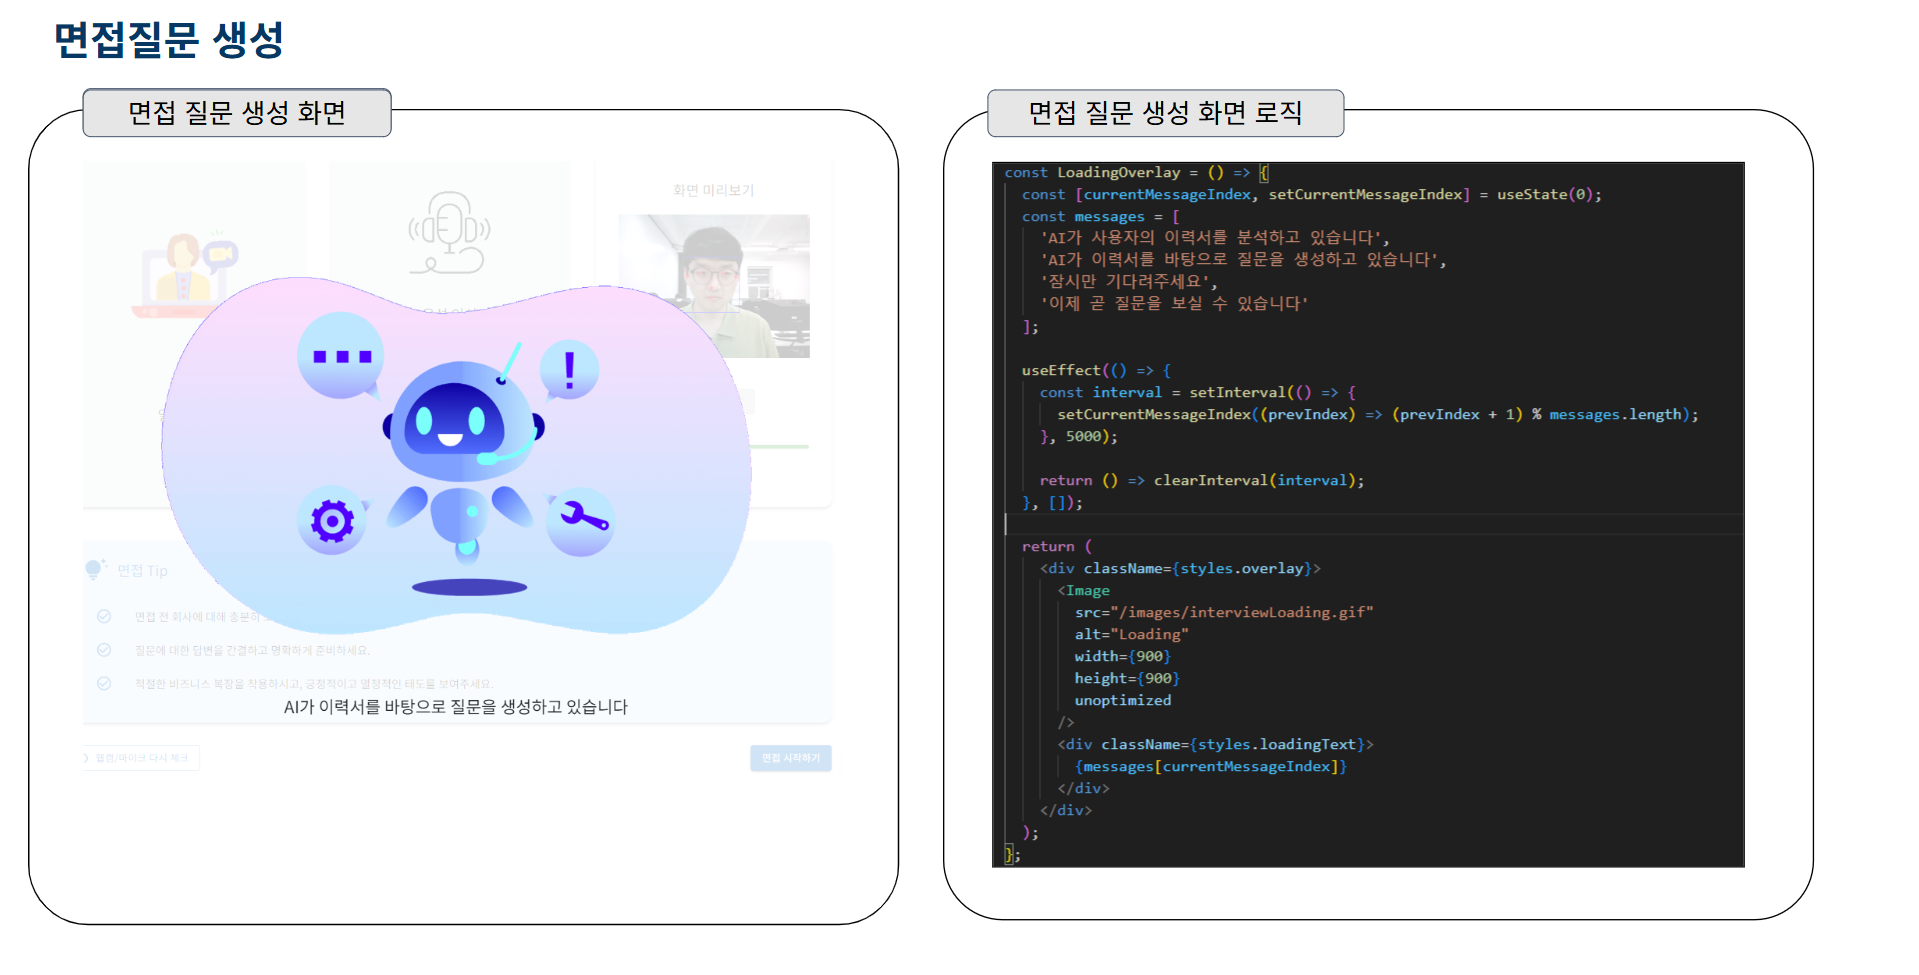 면접질문 생성
면접 질문 생성 화면
화면 미리보기
면접 Tip
면접 전 회사에 대해 충분히
질문에 대한 답변을 간결하고 명확하게 준비하세요.
적절한 비즈니스 복장을 착용하시고, 긍정적이고 열정적인 태도를 보여주세요.
AI가 이력서를 바탕으로 질문을 생성하고 있습니다
웹캠/마이크 다시 체크
면접 시작하기
면접 질문 생성 화면 로직
const LoadingOverlay = () => {
const [currentMessageIndex, setCurrentMessageIndex] = useState(0);
const messages = [
'AI가 사용자의 이력서를 분석하고 있습니다',
'AI가 이력서를 바탕으로 질문을 생성하고 있습니다',
'잠시만 기다려주세요',
'이제 곧 질문을 보실 수 있습니다'
];
useEffect(() => {
const interval = setInterval(() => {
setCurrentMessageIndex((prevIndex) => (prevIndex + 1) % messages.length);
}, 5000);
return () => clearInterval(interval);
}, []);
return (
<div className={styles.overlay}>
<Image
src="/images/interviewLoading.gif"
alt="Loading"
width={900}
height={900}
unoptimized
/>
<div className={styles.loadingText}>
{messages[currentMessageIndex]}
</div>
</div>
);
};